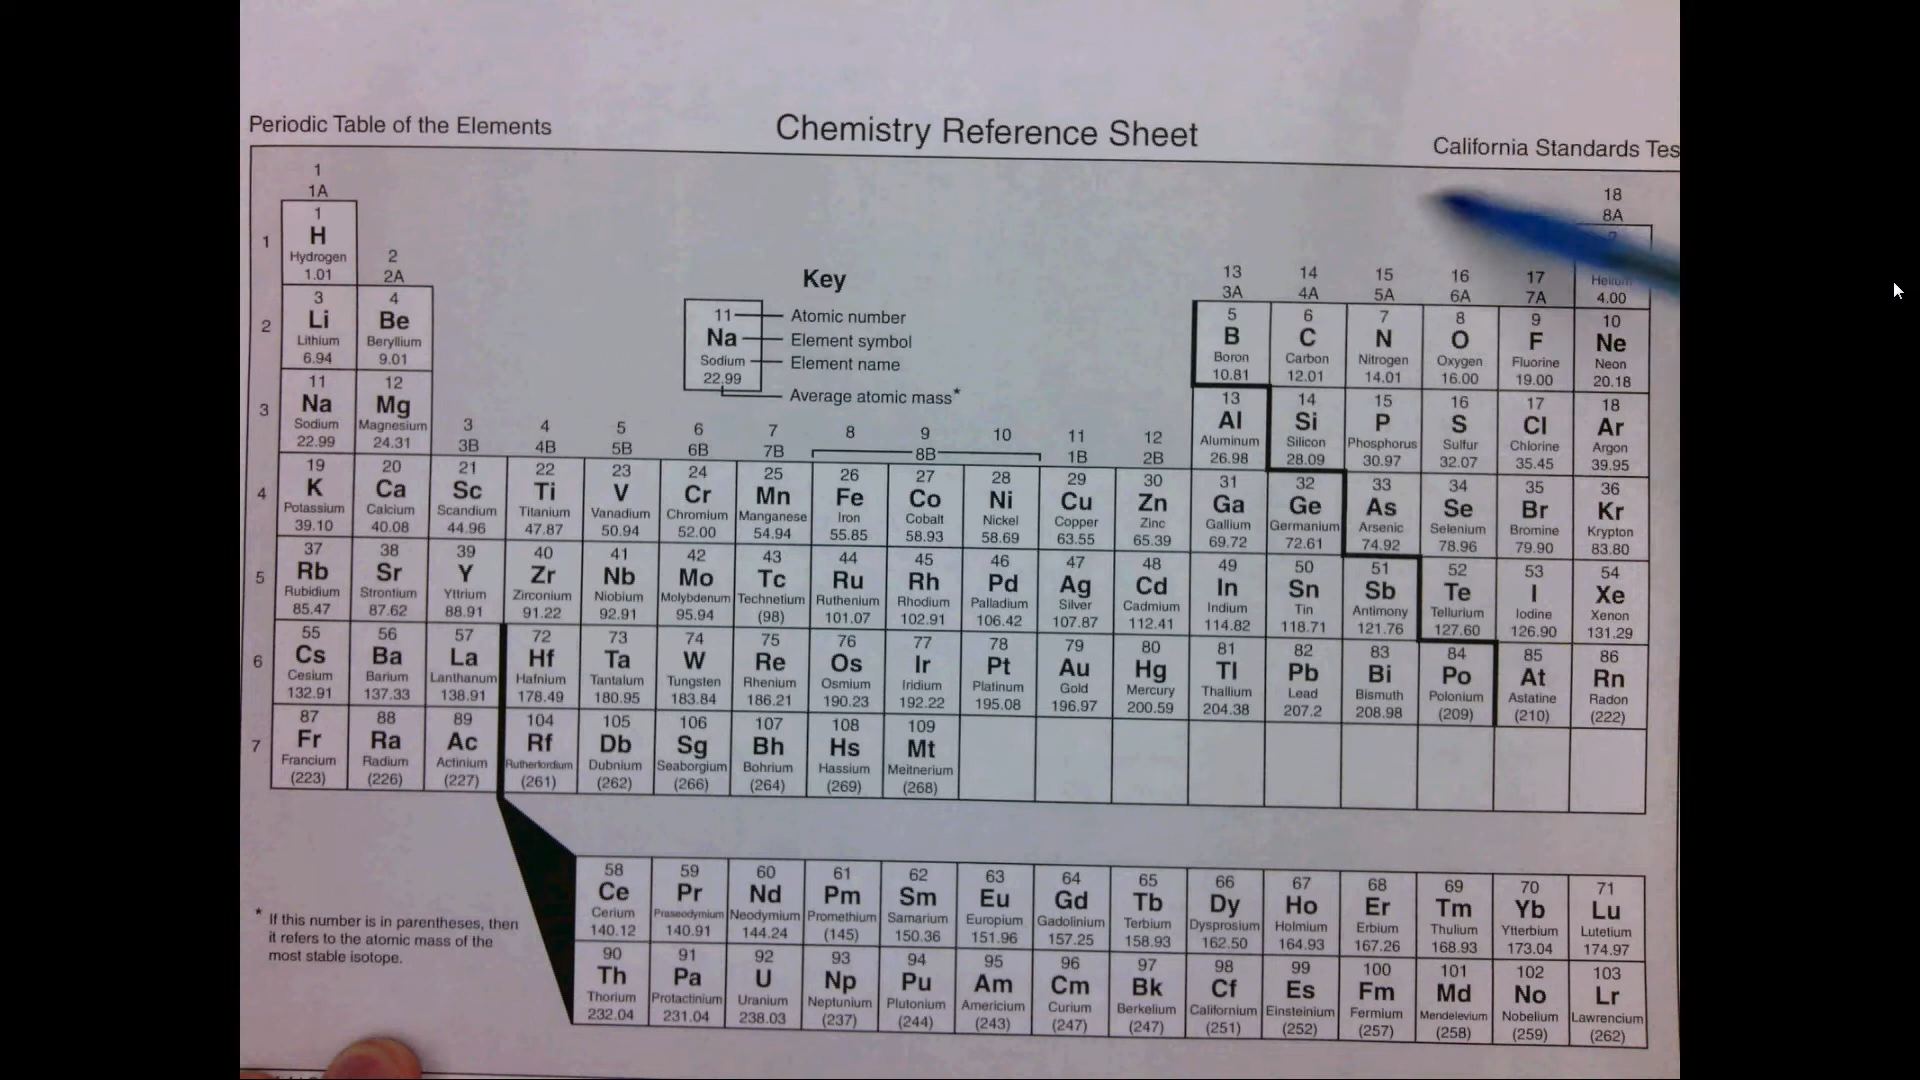 Periodic Table of the Elements
Chemistry Reference Sheet
California Standards Tes
1 18
1A 8A
1
H
Hydrogen
1.01
1
2 13 14 15 16 17
2A 3A 4A 5A 6A 7A
4.00
Key
11 Atomic number
Na Element symbol
Sodium Element name
22.99 Average atomic mass*
3 4 5 6 7 8 9 10
2 Li Be B C N O F Ne
Lithium Beryllium Boron Carbon Nitrogen Oxygen Fluorine Neon
6.94 9.01 10.81 12.01 14.01 16.00 19.00 20.18
11 12 13 14 15 16 17 18
3 Na Mg Al Si P S Cl Ar
Sodium Magnesium Aluminum Silicon Phosphorus Sulfur Chlorine Argon
22.99 24.31 26.98 28.09 30.97 32.07 35.45 39.95
3 4 5 6 7 8 9 10 11 12
3B 4B 5B 6B 7B 8B 1B 2B
19 20 21 22 23 24 25 26 27 28 29 30 31 32 33 34 35 36
4 K Ca Sc Ti V Cr Mn Fe Co Ni Cu Zn Ga Ge As Se Br Kr
Potassium Calcium Scandium Titanium Vanadium Chromium Manganese Iron Cobalt Nickel Copper Zinc Gallium Germanium Arsenic Selenium Bromine Krypton
39.10 40.08 44.96 47.87 50.94 52.00 54.94 55.85 58.93 58.69 63.55 65.39 69.72 72.61 74.92 78.96 79.90 83.80
37 38 39 40 41 42 43 44 45 46 47 48 49 50 51 52 53 54
5 Rb Sr Y Zr Nb Mo Tc Ru Rh Pd Ag Cd In Sn Sb Te I Xe
Rubidium Strontium Yttrium Zirconium Niobium Molybdenum Technetium Ruthenium Rhodium Palladium Silver Cadmium Indium Tin Antimony Tellurium Iodine Xenon
85.47 87.62 88.91 91.22 92.91 95.94 (98) 101.07 102.91 106.42 107.87 112.41 114.82 118.71 121.76 127.60 126.90 131.29
55 56 57 72 73 74 75 76 77 78 79 80 81 82 83 84 85 86
6 Cs Ba La Hf Ta W Re Os Ir Pt Au Hg Tl Pb Bi Po At Rn
Cesium Barium Lanthanum Hafnium Tantalum Tungsten Rhenium Osmium Iridium Platinum Gold Mercury Thallium Lead Bismuth Polonium Astatine Radon
132.91 137.33 138.91 178.49 180.95 183.84 186.21 190.23 192.22 195.08 196.97 200.59 204.38 207.2 208.98 (209) (210) (222)
87 88 89 104 105 106 107 108 109
7 Fr Ra Ac Rf Db Sg Bh Hs Mt
Francium Radium Actinium Rutherfordium Dubnium Seaborgium Bohrium Hassium Meitnerium
(223) (226) (227) (261) (262) (266) (264) (269) (268)
58 59 60 61 62 63 64 65 66 67 68 69 70 71
Ce Pr Nd Pm Sm Eu Gd Tb Dy Ho Er Tm Yb Lu
Cerium Praseodymium Neodymium Promethium Samarium Europium Gadolinium Terbium Dysprosium Holmium Erbium Thulium Ytterbium Lutetium
140.12 140.91 144.24 (145) 150.36 151.96 157.25 158.93 162.50 164.93 167.26 168.93 173.04 174.97
90 91 92 93 94 95 96 97 98 99 100 101 102 103
Th Pa U Np Pu Am Cm Bk Cf Es Fm Md No Lr
Thorium Protactinium Uranium Neptunium Plutonium Americium Curium Berkelium Californium Einsteinium Fermium Mendelevium Nobelium Lawrencium
232.04 231.04 238.03 (237) (244) (243) (247) (247) (251) (252) (257) (258) (259) (262)
* If this number is in parentheses, then
it refers to the atomic mass of the
most stable isotope.